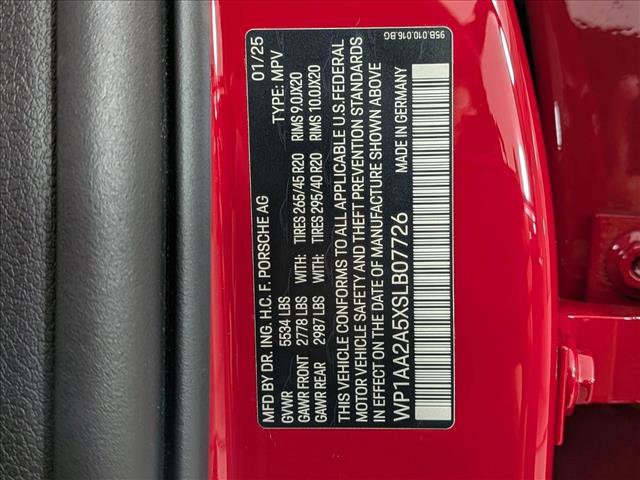 95B.010.016.BG
MFD BY DR. ING. H.C. F. PORSCHE AG 01/25
GVWR 5534 LBS TYPE: MPV
GAWR FRONT 2778 LBS WITH: TIRES 265/45 R20 RIMS 9.0JX20
GAWR REAR 2987 LBS WITH: TIRES 295/40 R20 RIMS 10.0JX20
THIS VEHICLE CONFORMS TO ALL APPLICABLE U.S.FEDERAL
MOTOR VEHICLE SAFETY AND THEFT PREVENTION STANDARDS
IN EFFECT ON THE DATE OF MANUFACTURE SHOWN ABOVE
WP1AA2A5XSLB07726 MADE IN GERMANY